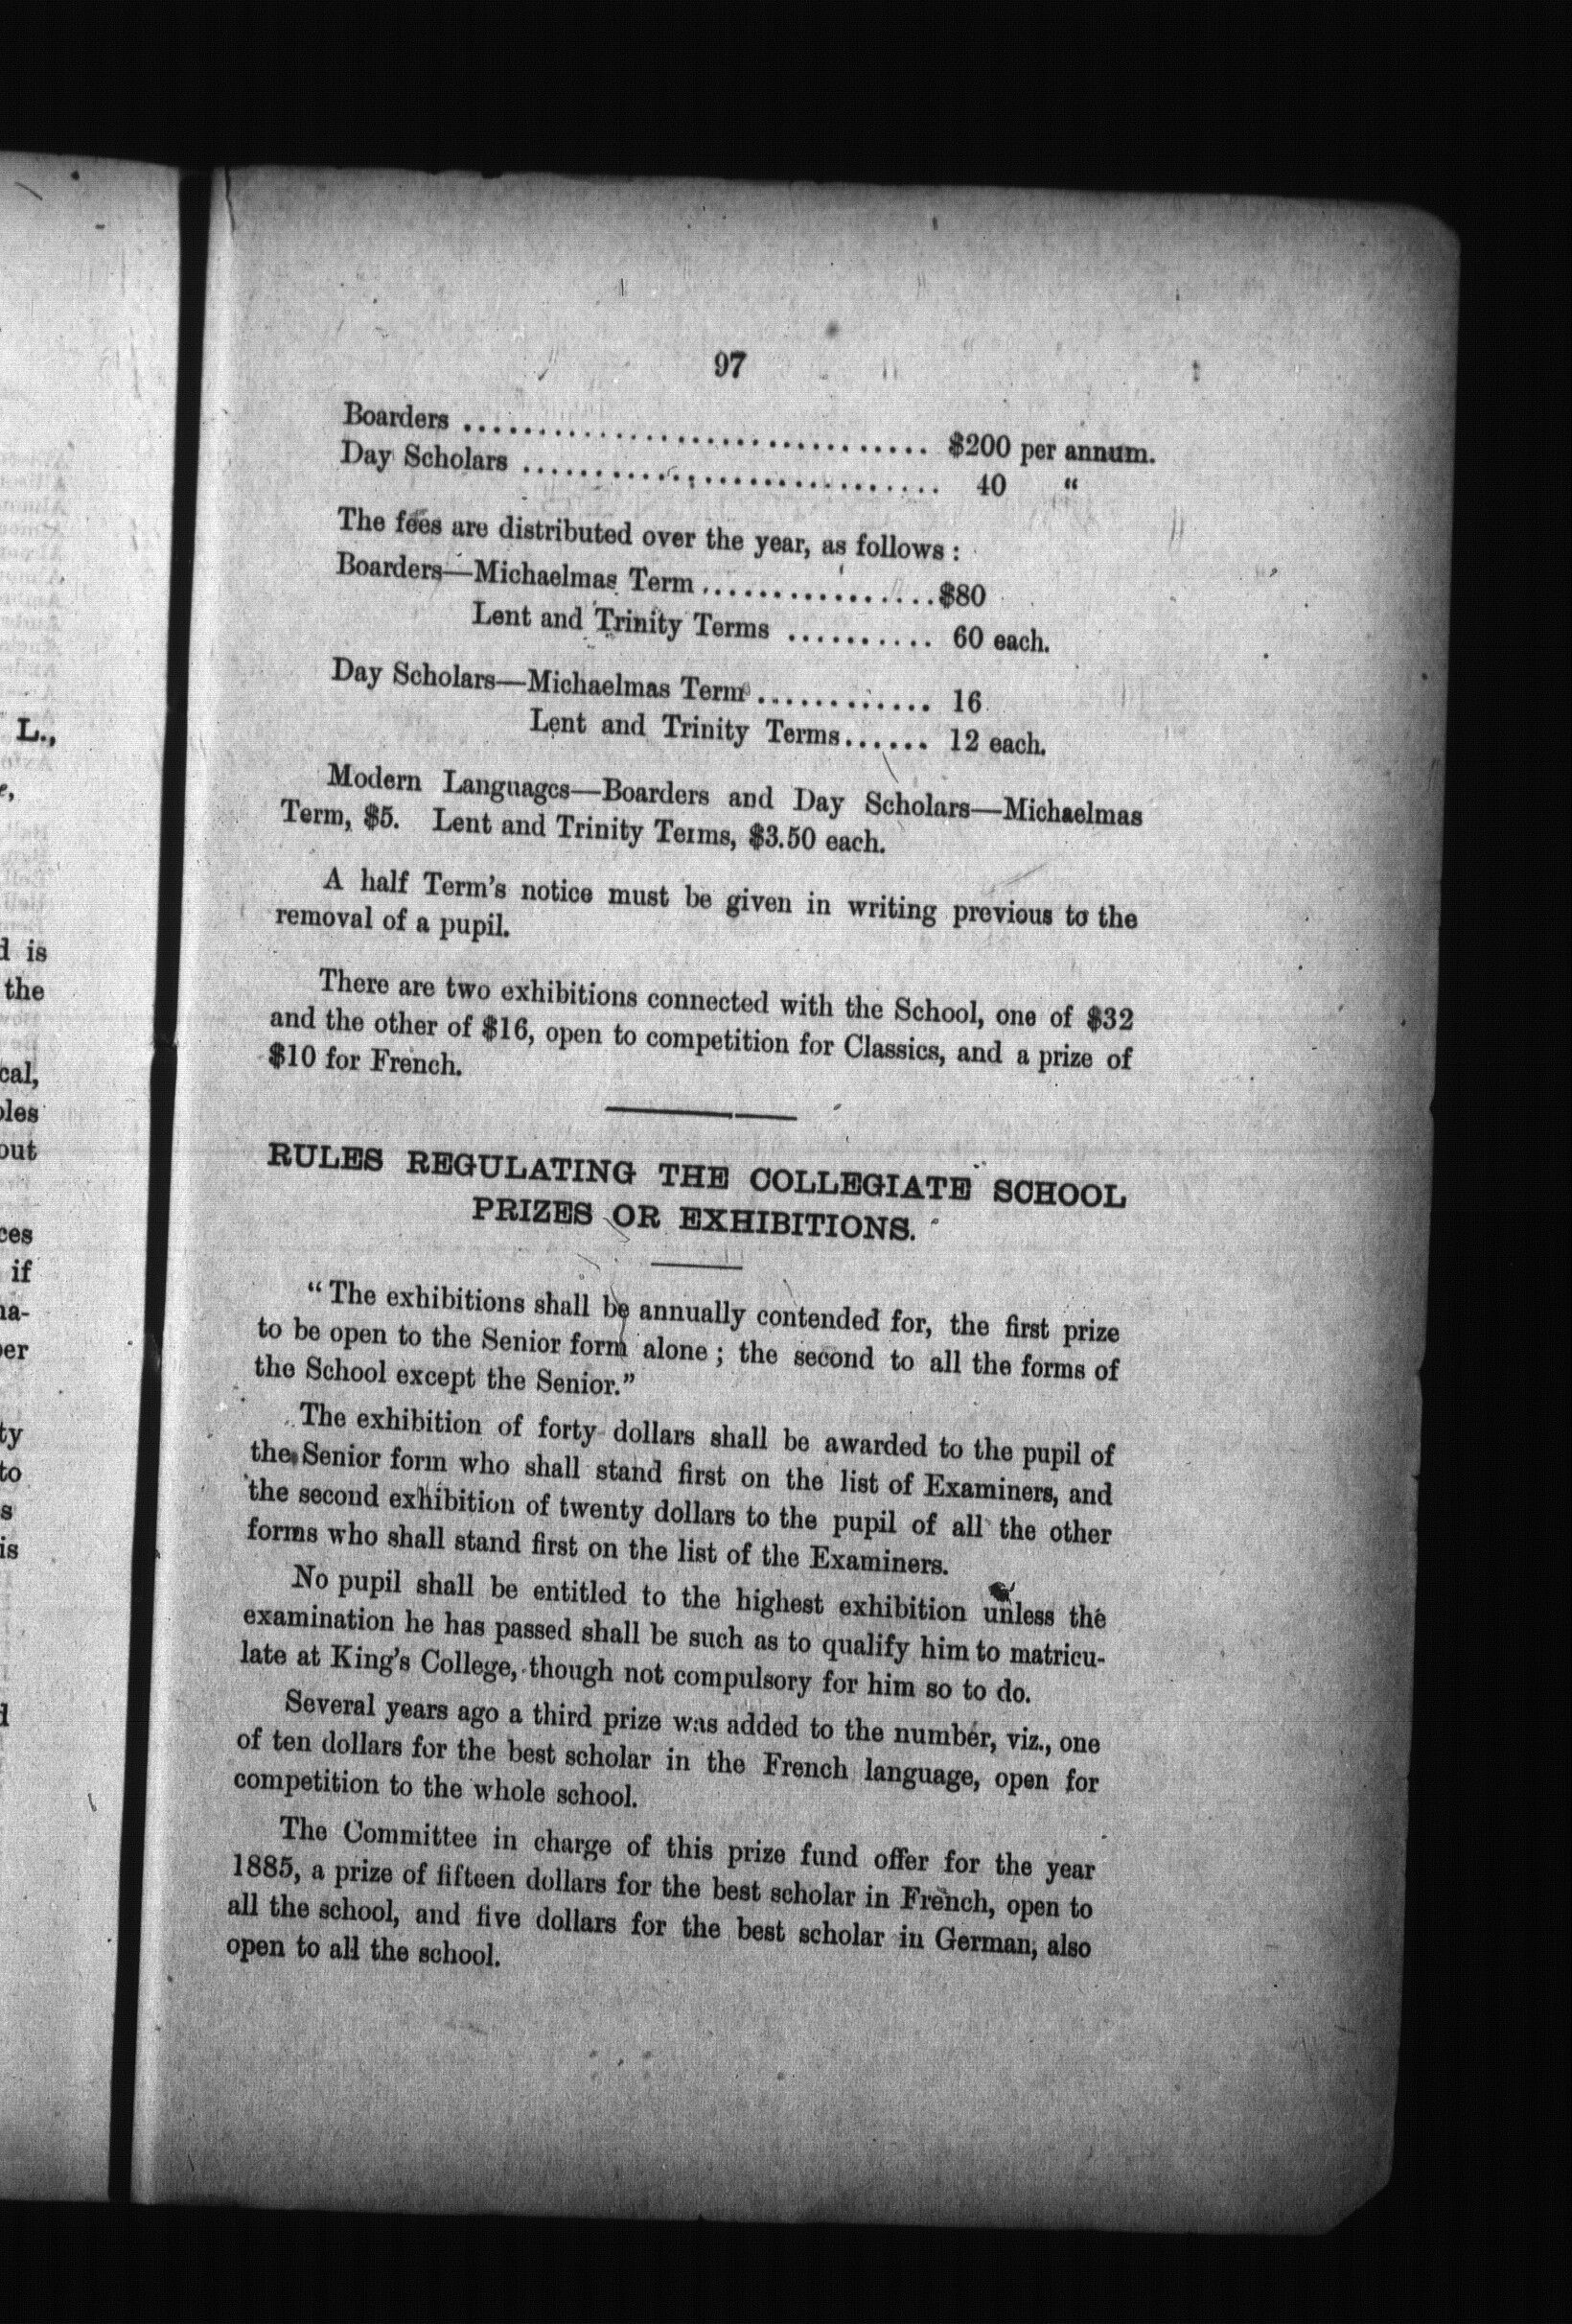 97
Boarders ................................ $200 per annum.
Day Scholars ............................ 40 "
The fees are distributed over the year, as follows :
Boarders—Michaelmas Term ................ $80
Lent and Trinity Terms .......... 60 each.
Day Scholars—Michaelmas Term ............ 16
Lent and Trinity Terms...... 12 each.
Modern Languages—Boarders and Day Scholars—Michaelmas
Term, $5. Lent and Trinity Terms, $3.50 each.
A half Term's notice must be given in writing previous to the
removal of a pupil.
There are two exhibitions connected with the School, one of $32
and the other of $16, open to competition for Classics, and a prize of
$10 for French.
RULES REGULATING THE COLLEGIATE SCHOOL
PRIZES OR EXHIBITIONS.
"The exhibitions shall be annually contended for, the first prize
to be open to the Senior form alone ; the second to all the forms of
the School except the Senior."
The exhibition of forty dollars shall be awarded to the pupil of
the Senior form who shall stand first on the list of Examiners, and
the second exhibition of twenty dollars to the pupil of all the other
forms who shall stand first on the list of the Examiners.
No pupil shall be entitled to the highest exhibition unless the
examination he has passed shall be such as to qualify him to matricu-
late at King's College, though not compulsory for him so to do.
Several years ago a third prize was added to the number, viz., one
of ten dollars for the best scholar in the French language, open for
competition to the whole school.
The Committee in charge of this prize fund offer for the year
1885, a prize of fifteen dollars for the best scholar in French, open to
all the school, and five dollars for the best scholar in German, also
open to all the school.
L.,
d is
the
if
to
is